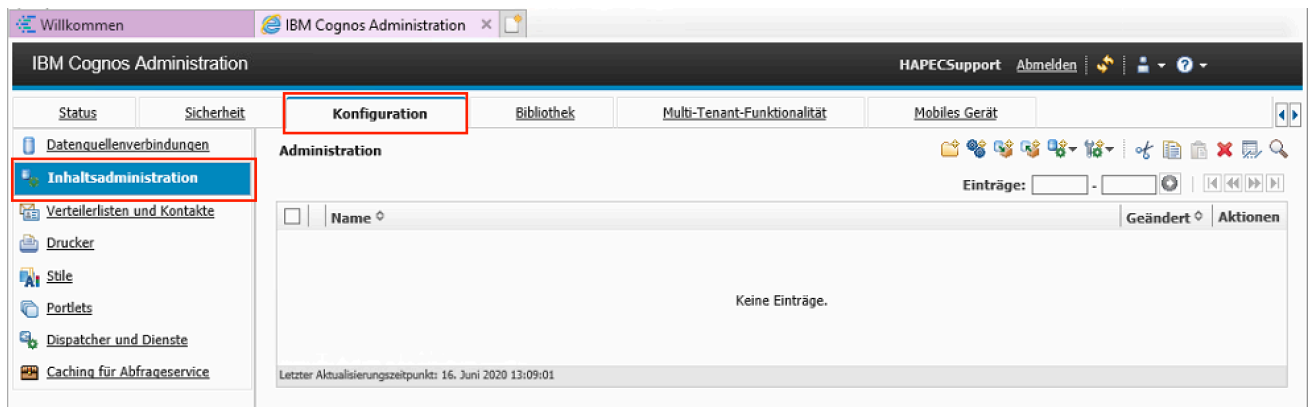 Willkommen
IBM Cognos Administration
IBM Cognos Administration
HAPECSupport Abmelden
Status Sicherheit Konfiguration Bibliothek Multi-Tenant-Funktionalität Mobiles Gerät
Datenquellenverbindungen
Inhaltsadministration
Verteilerlisten und Kontakte
Drucker
Stile
Portlets
Dispatcher und Dienste
Caching für Abfrageservice
Administration
Einträge: -
Name Geändert Aktionen
Keine Einträge.
Letzter Aktualisierungszeitpunkt: 16. Juni 2020 13:09:01